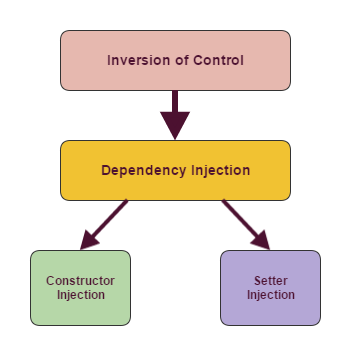 Inversion of Control
Dependency Injection
Constructor
Injection
Setter
Injection